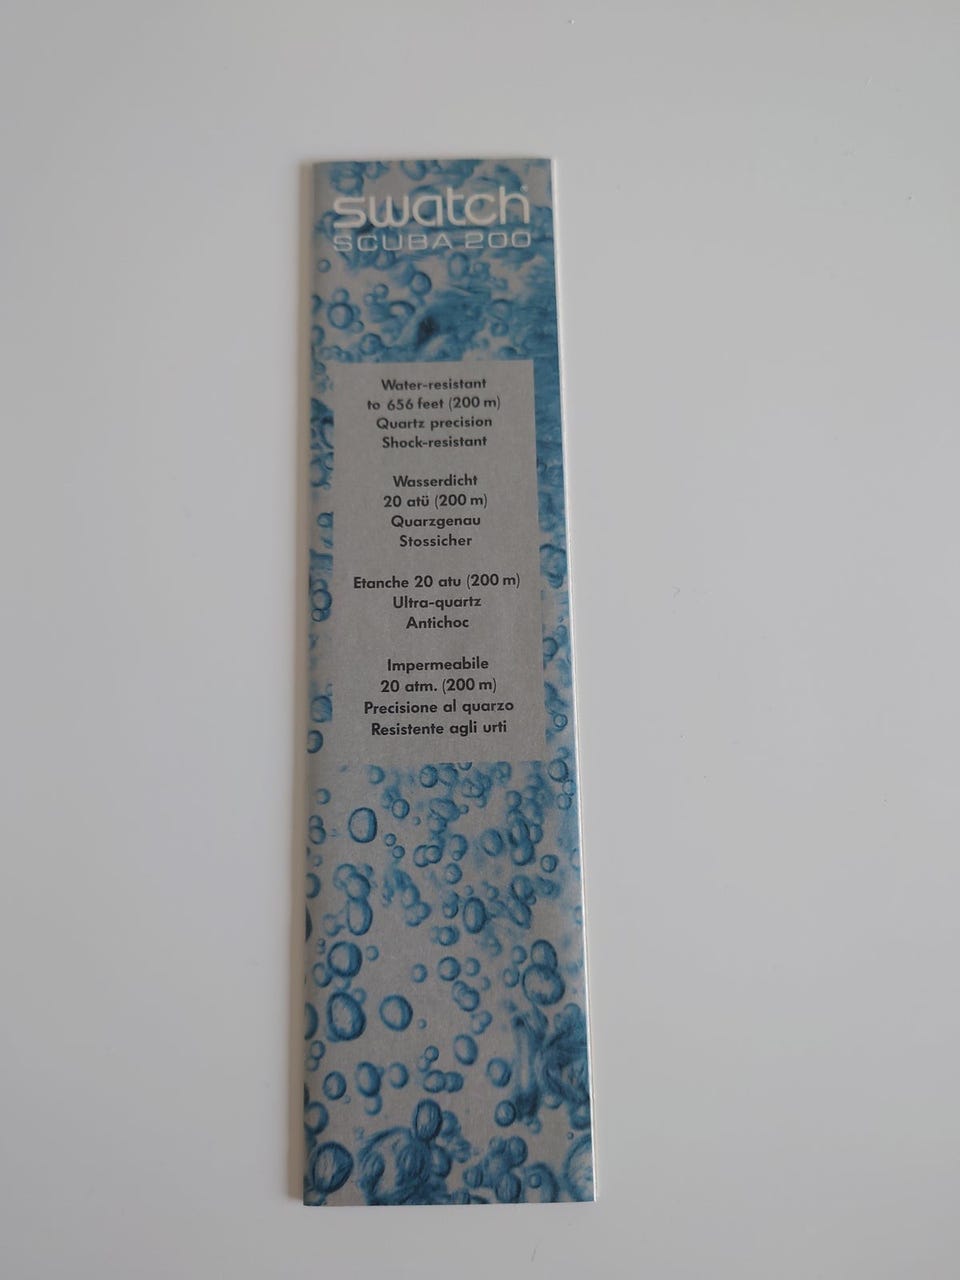 swatch
SCUBA 200
Water-resistant
to 656 feet (200 m)
Quartz precision
Shock-resistant
Wasserdicht
20 atü (200 m)
Quarzgenau
Stossicher
Etanche 20 atu (200 m)
Ultra-quartz
Antichoc
Impermeabile
20 atm. (200 m)
Precisione al quarzo
Resistente agli urti